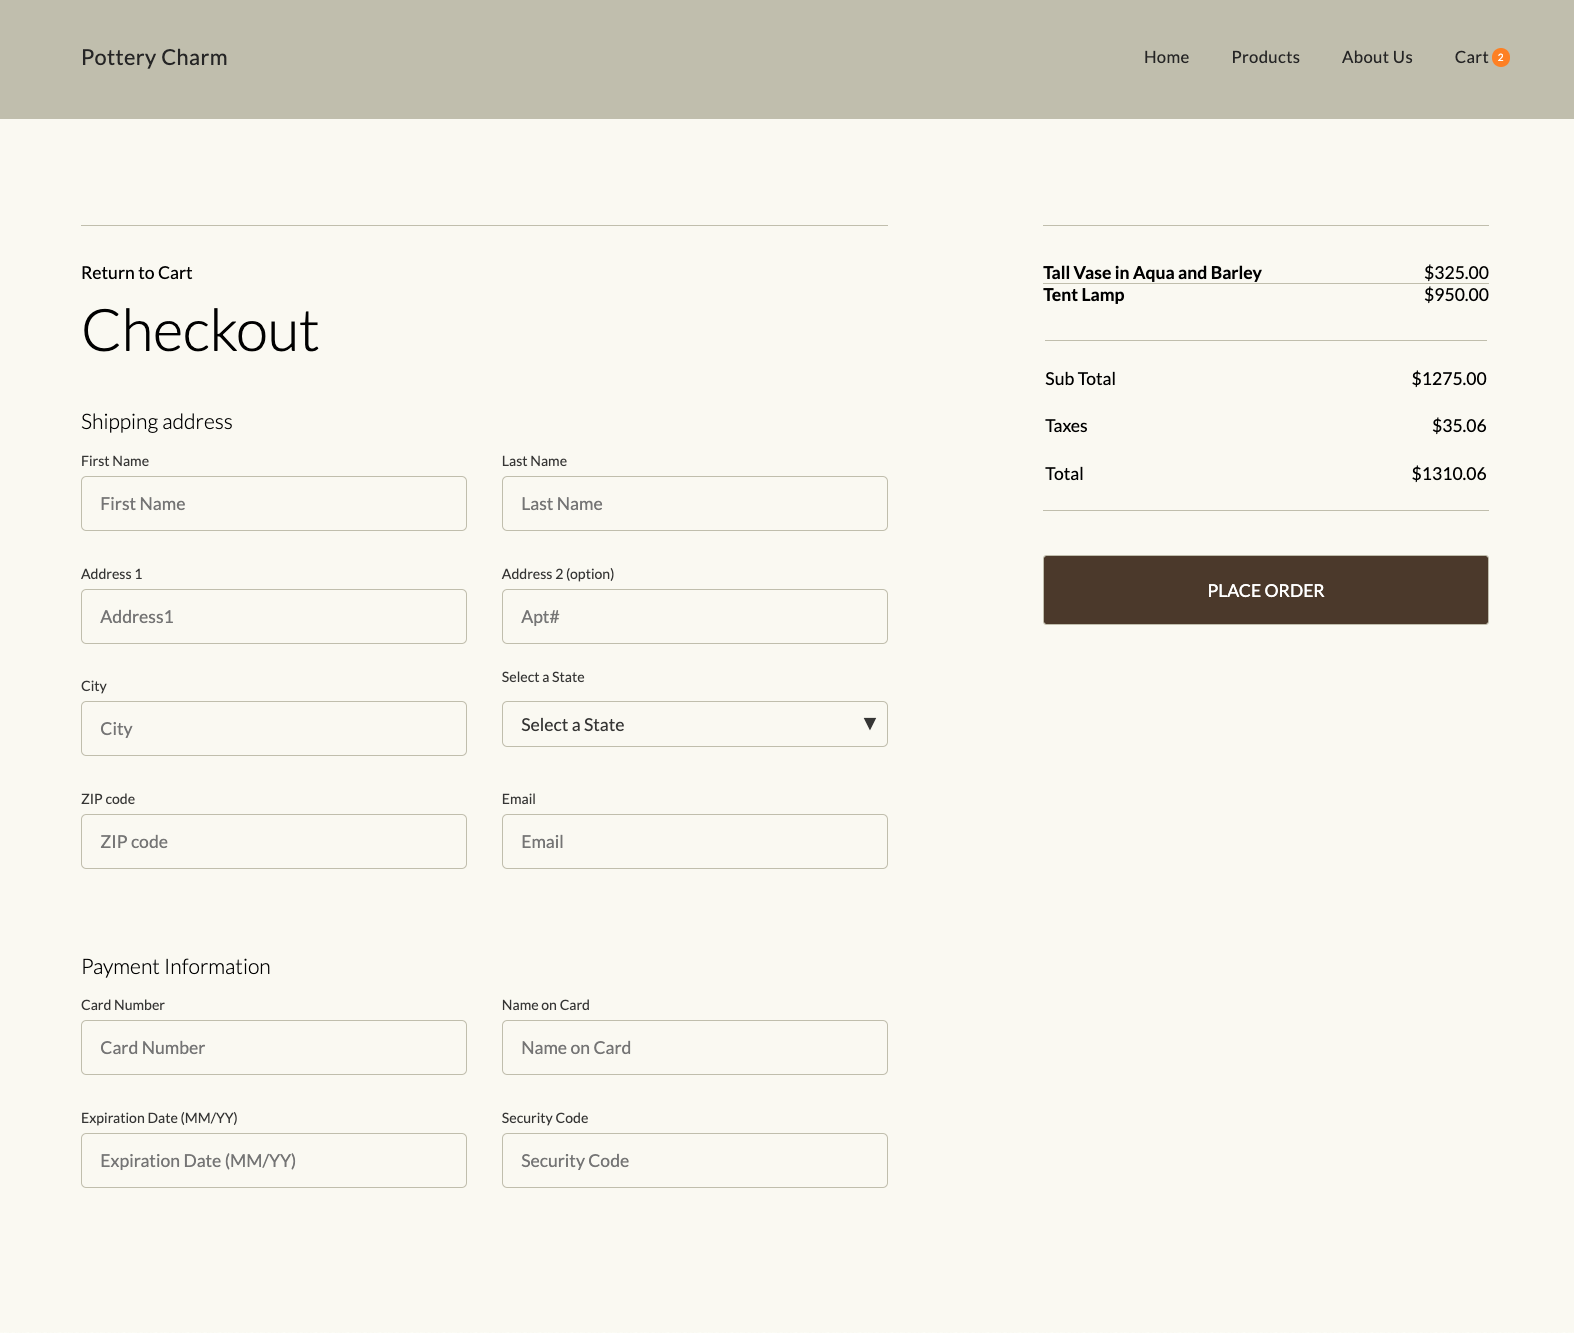 Pottery Charm
Home Products About Us Cart 2
Return to Cart
Checkout
Shipping address
First Name
First Name
Last Name
Last Name
Address 1
Address1
Address 2 (option)
Apt#
City
City
Select a State
Select a State
ZIP code
ZIP code
Email
Email
Payment Information
Card Number
Card Number
Name on Card
Name on Card
Expiration Date (MM/YY)
Expiration Date (MM/YY)
Security Code
Security Code
Tall Vase in Aqua and Barley $325.00
Tent Lamp $950.00
Sub Total $1275.00
Taxes $35.06
Total $1310.06
PLACE ORDER